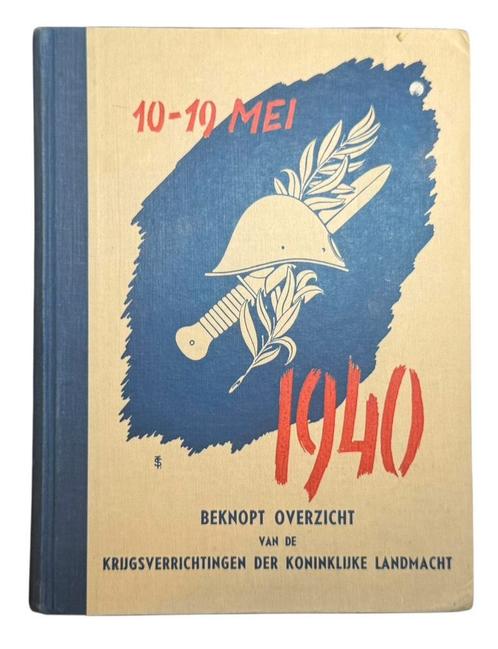 10-19 MEI
1940
BEKNOPT OVERZICHT
VAN DE
KRIJGSVERRICHTINGEN DER KONINKLIJKE LANDMACHT